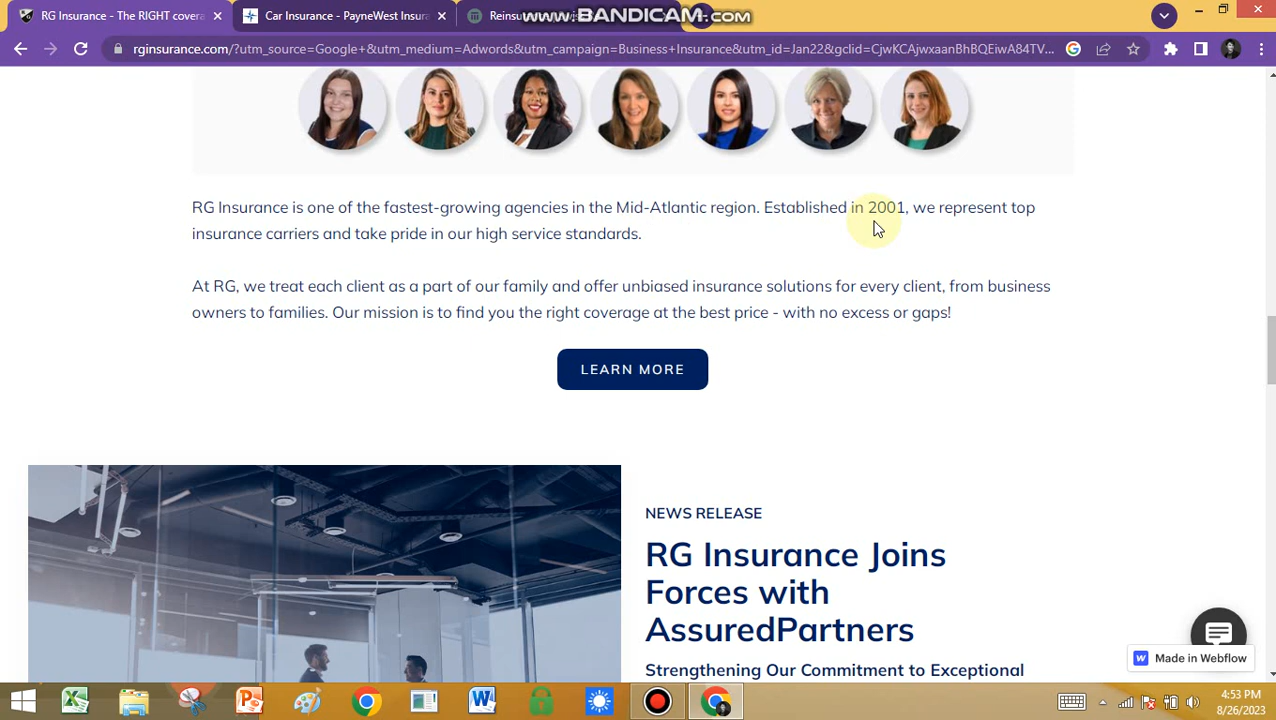 RG Insurance - The RIGHT covera
Car Insurance - PayneWest Insura
Reinsu
www.BANDICAM.com
rginsurance.com/?utm_source=Google+&utm_medium=Adwords&utm_campaign=Business+Insurance&utm_id=Jan22&gclid=CjwKCAjwxaanBhBQEiwA84TV...
RG Insurance is one of the fastest-growing agencies in the Mid-Atlantic region. Established in 2001, we represent top
insurance carriers and take pride in our high service standards.
At RG, we treat each client as a part of our family and offer unbiased insurance solutions for every client, from business
owners to families. Our mission is to find you the right coverage at the best price - with no excess or gaps!
LEARN MORE
NEWS RELEASE
RG Insurance Joins
Forces with
AssuredPartners
Strengthening Our Commitment to Exceptional
Made in Webflow
4:53 PM
8/26/2023